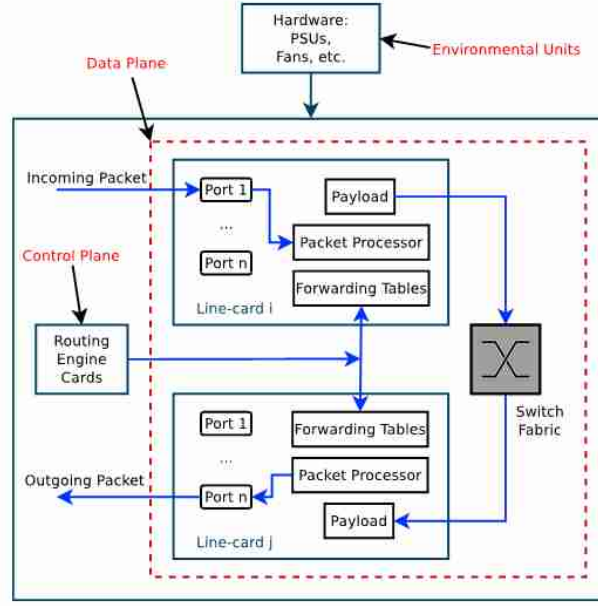 Hardware:
PSUs,
Fans, etc.
Environmental Units
Data Plane
Incoming Packet
Port 1
...
Port n
Payload
Packet Processor
Forwarding Tables
Line-card i
Control Plane
Routing
Engine
Cards
Switch
Fabric
Port 1
...
Port n
Forwarding Tables
Packet Processor
Payload
Outgoing Packet
Line-card j